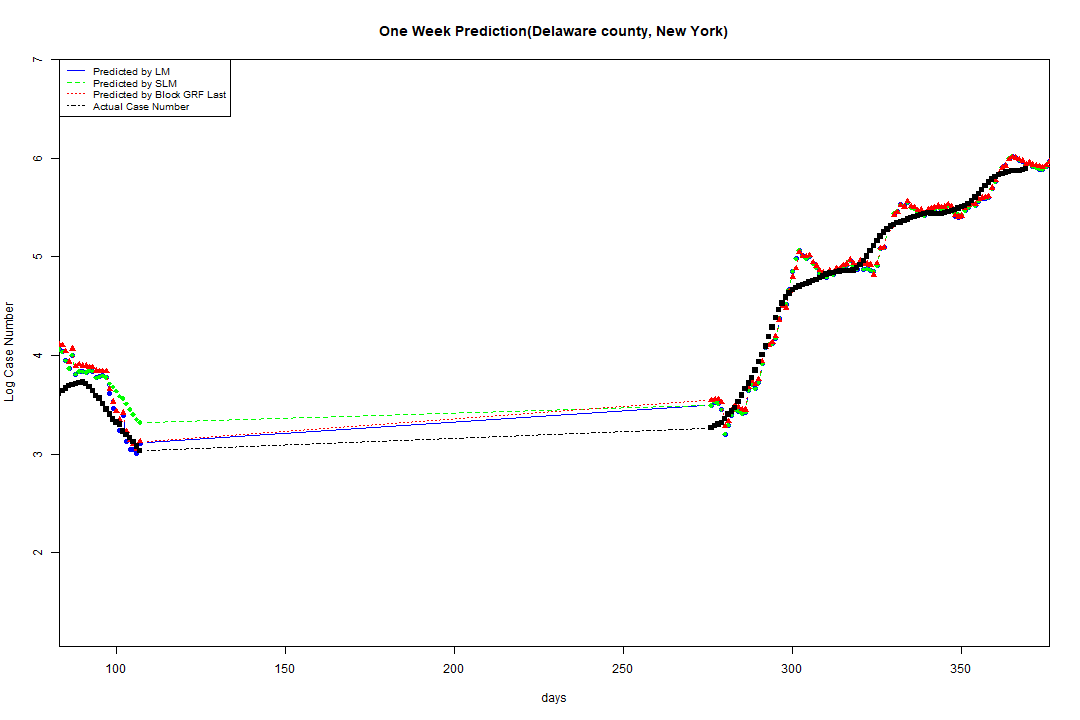 One Week Prediction(Delaware county, New York)
Predicted by LM
Predicted by SLM
Predicted by Block GRF Last
Actual Case Number
7
6
5
4
3
2
Log Case Number
100 150 200 250 300 350
days